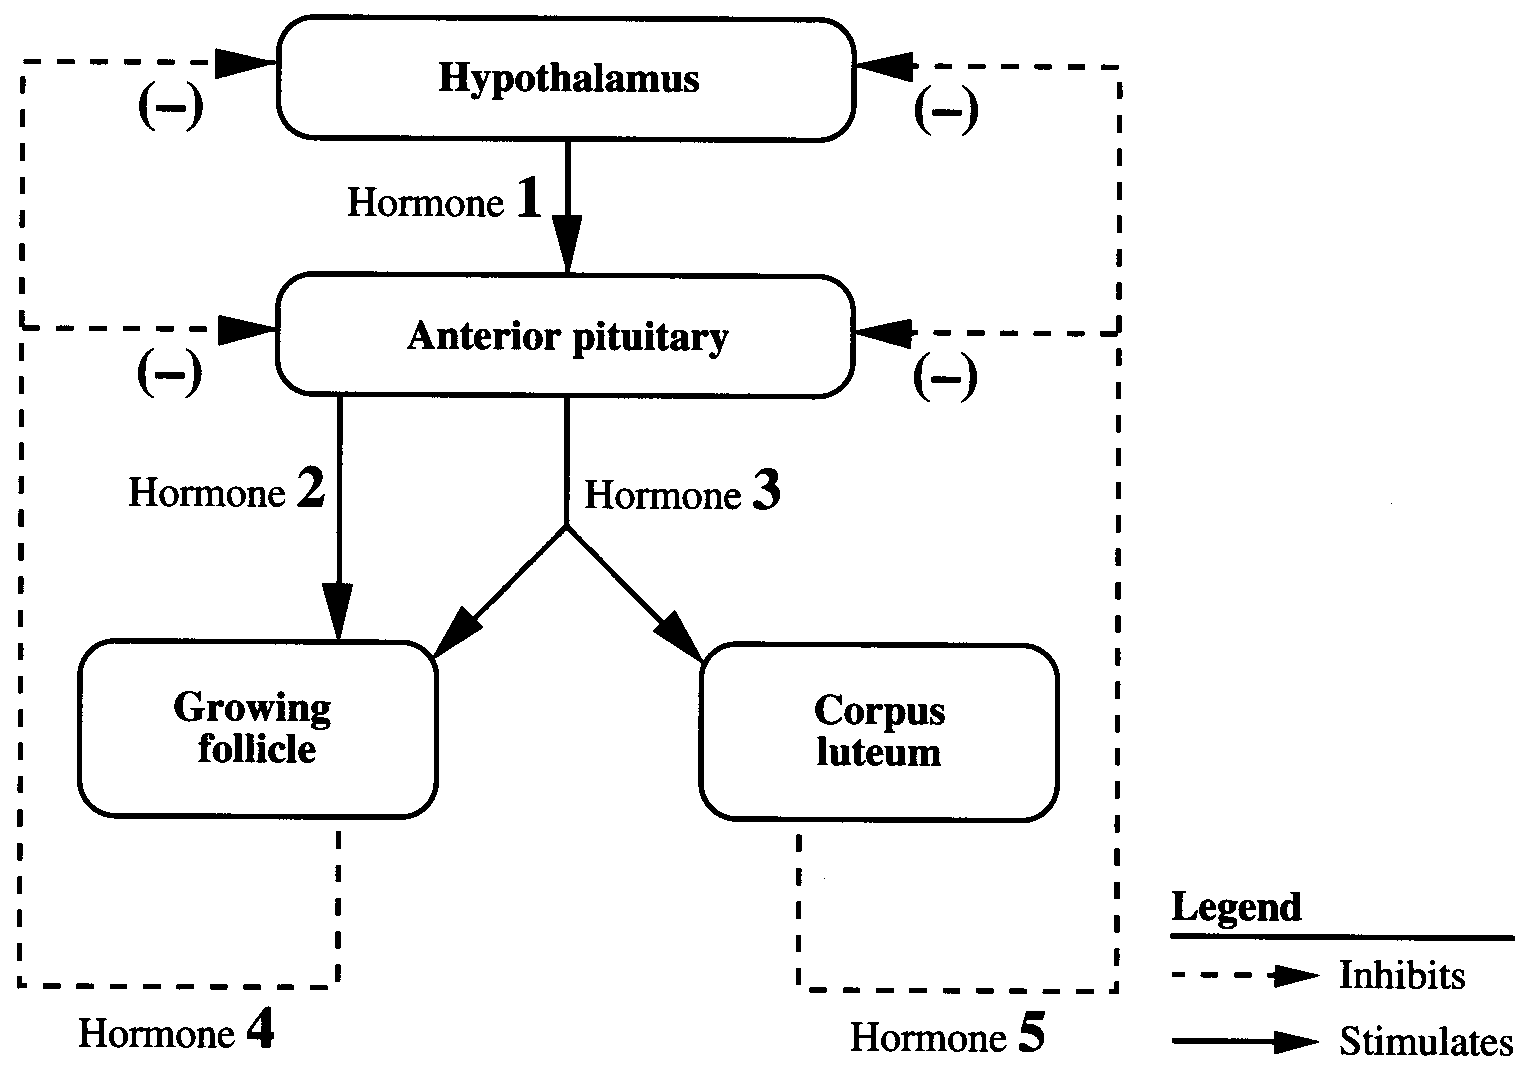 Hypothalamus
(–)
(–)
Hormone 1
Anterior pituitary
(–)
(–)
Hormone 2
Hormone 3
Growing
follicle
Corpus
luteum
Legend
Inhibits
Hormone 4
Hormone 5
Stimulates